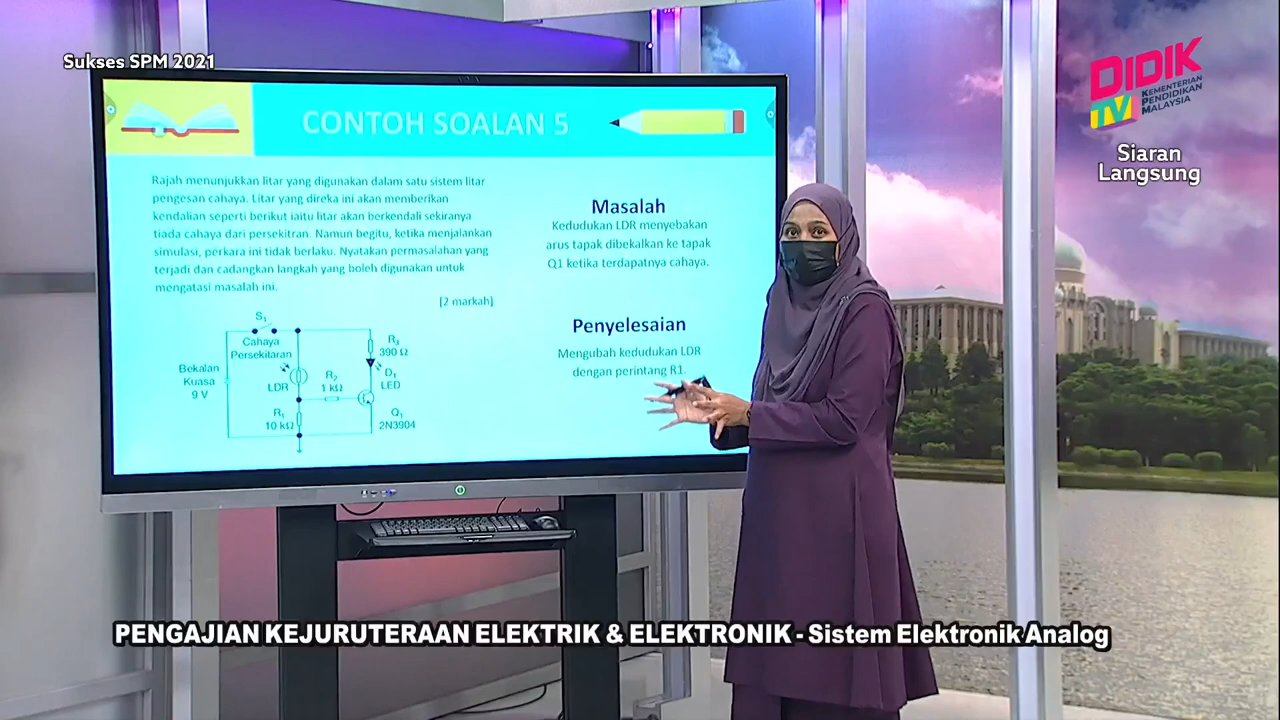 Sukses SPM 2021
DIDIK
TV
KEMENTERIAN
PENDIDIKAN
MALAYSIA
Siaran
Langsung
CONTOH SOALAN 5
Rajah menunjukkan litar yang digunakan dalam satu sistem litar
pengesan cahaya. Litar yang direka ini akan memberikan
kendalian seperti berikut iaitu litar akan berkendali sekiranya
tiada cahaya dari persekitran. Namun begitu, ketika menjalankan
simulasi, perkara ini tidak berlaku. Nyatakan permasalahan yang
terjadi dan cadangkan langkah yang boleh digunakan untuk
mengatasi masalah ini.
[2 markah]
S1
Cahaya
Persekitaran
Bekalan
Kuasa
9 V
LDR
R1
10 kΩ
R2
1 kΩ
R3
390 Ω
D1
LED
Q1
2N3904
Masalah
Kedudukan LDR menyebakan
arus tapak dibekalkan ke tapak
Q1 ketika terdapatnya cahaya.
Penyelesaian
Mengubah kedudukan LDR
dengan perintang R1.
PENGAJIAN KEJURUTERAAN ELEKTRIK & ELEKTRONIK - Sistem Elektronik Analog